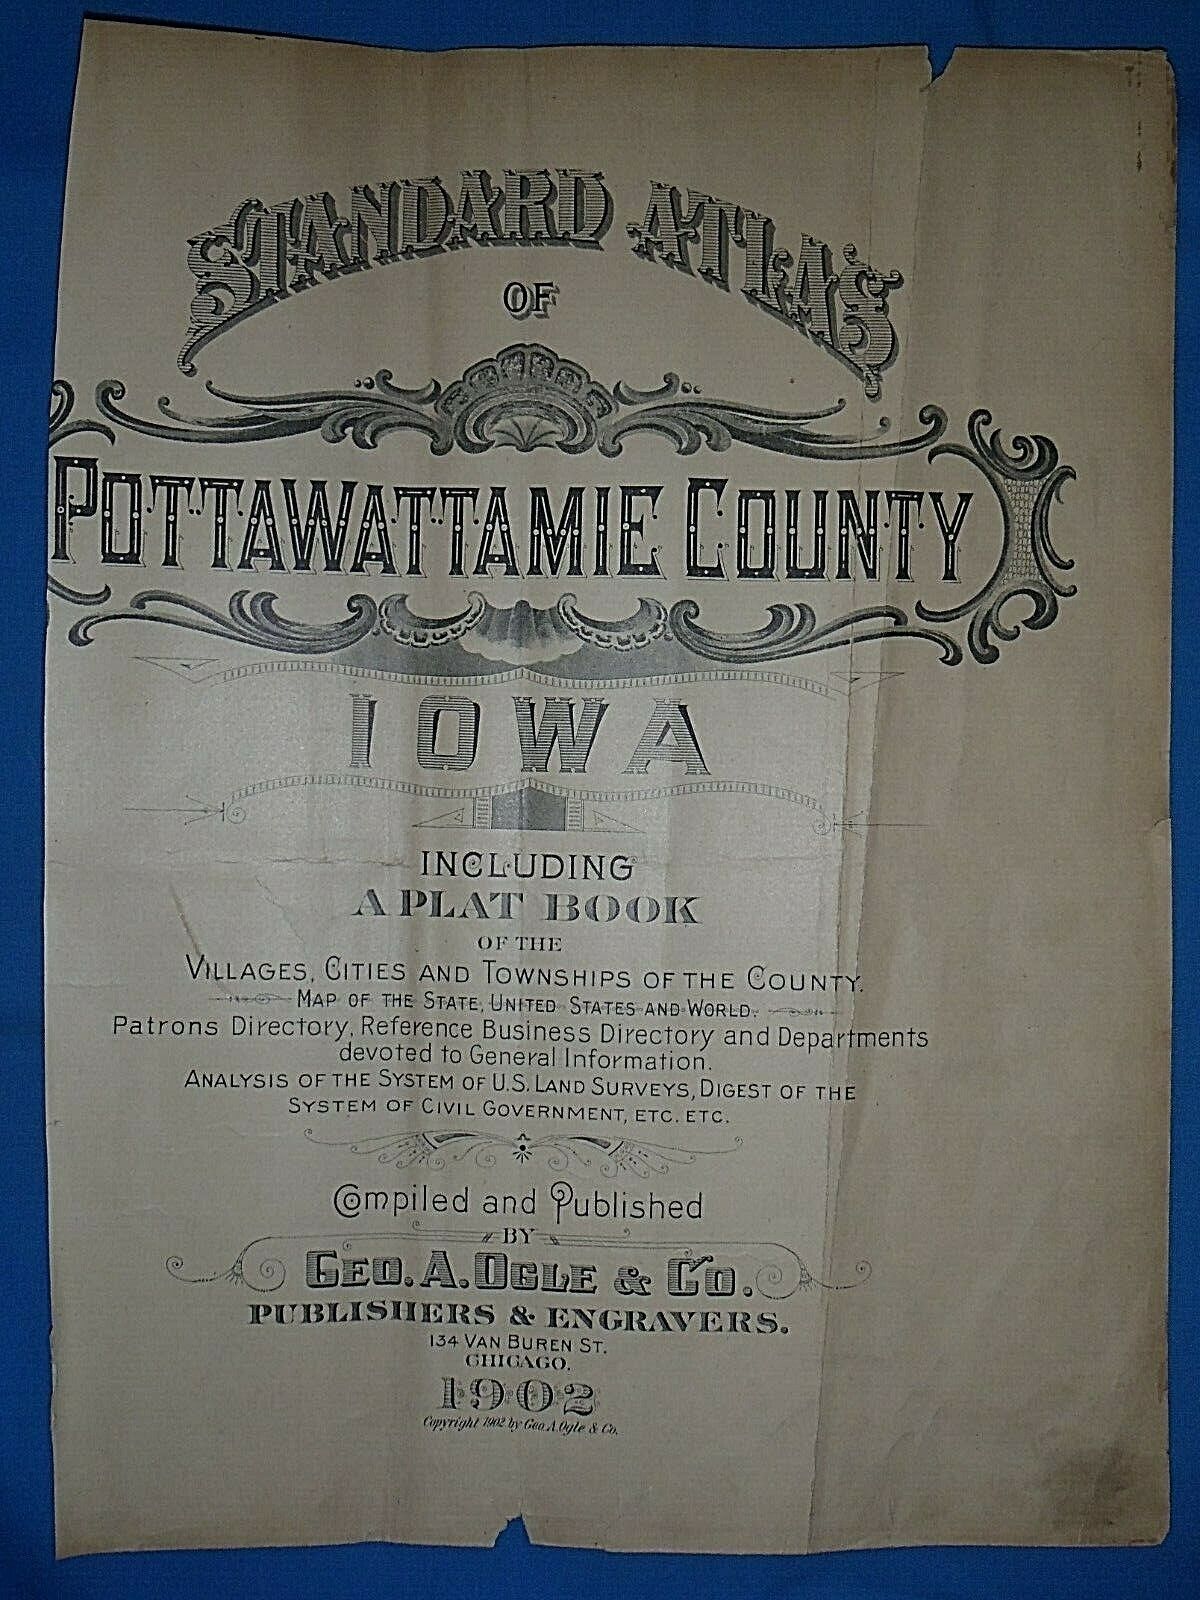 STANDARD ATLAS
OF
POTTAWATTAMIE COUNTY
IOWA
INCLUDING
A PLAT BOOK
OF THE
VILLAGES, CITIES AND TOWNSHIPS OF THE COUNTY.
MAP OF THE STATE, UNITED STATES AND WORLD.
Patrons Directory, Reference Business Directory and Departments
devoted to General Information.
ANALYSIS OF THE SYSTEM OF U.S. LAND SURVEYS, DIGEST OF THE
SYSTEM OF CIVIL GOVERNMENT, ETC. ETC.
Compiled and Published
BY
GEO. A. OGLE & CO.
PUBLISHERS & ENGRAVERS.
134 VAN BUREN ST.
CHICAGO.
1902
Copyright 1902 by Geo. A. Ogle & Co.